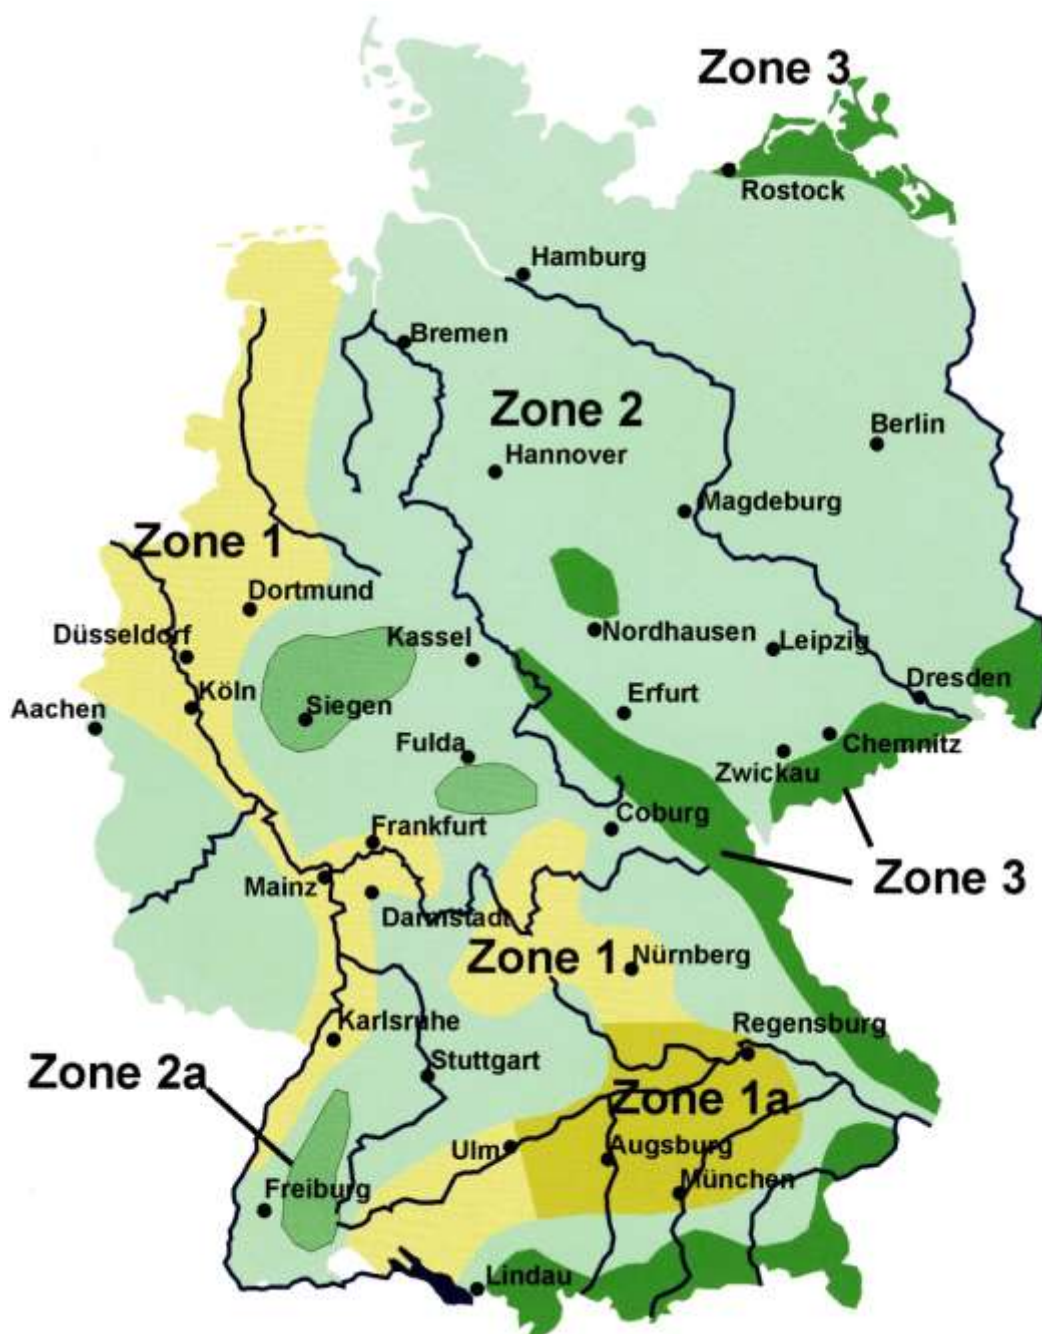 Zone 3
Rostock
Hamburg
Bremen
Zone 2
Berlin
Hannover
Magdeburg
Zone 1
Dortmund
Düsseldorf
Kassel
Nordhausen
Leipzig
Köln
Siegen
Erfurt
Dresden
Aachen
Fulda
Chemnitz
Zwickau
Coburg
Frankfurt
Zone 3
Mainz
Darmstadt
Zone 1
Nürnberg
Karlsruhe
Regensburg
Zone 2a
Stuttgart
Zone 1a
Ulm
Augsburg
München
Freiburg
Lindau